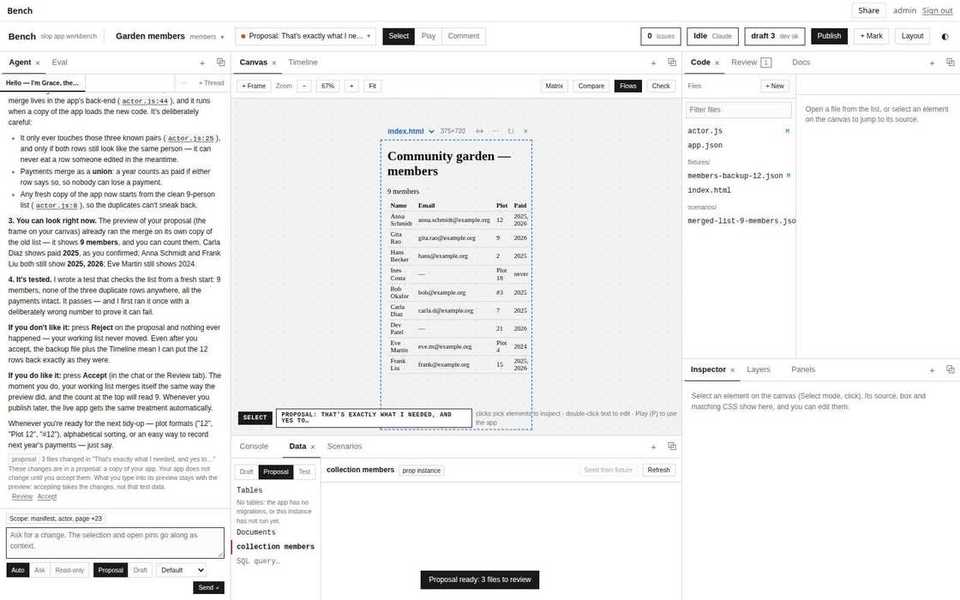 Bench
Share admin Sign out
Bench slop app workbench Garden members members Proposal: That's exactly what I ne... Select Play Comment 0 issues Idle Claude draft 3 dev ok Publish + Mark Layout
Agent × Eval
Hello — I'm Grace, the... + Thread
merge lives in the app's back-end ( actor.js:44 ), and it runs
when a copy of the app loads the new code. It's deliberately
careful:
• It only ever touches those three known pairs ( actor.js:25 ),
and only if both rows still look like the same person — it can
never eat a row someone edited in the meantime.
• Payments merge as a union: a year counts as paid if either
row says so, so nobody can lose a payment.
• Any fresh copy of the app now starts from the clean 9-person
list ( actor.js:8 ), so the duplicates can't sneak back.
3. You can look right now. The preview of your proposal (the
frame on your canvas) already ran the merge on its own copy of
the old list — it shows 9 members, and you can count them. Carla
Diaz shows paid 2025, as you confirmed; Anna Schmidt and Frank
Liu both still show 2025, 2026; Eve Martin still shows 2024.
4. It's tested. I wrote a test that checks the list from a fresh start: 9
members, none of the three duplicate rows anywhere, all the
payments intact. It passes — and I first ran it once with a
deliberately wrong number to prove it can fail.
If you don't like it: press Reject on the proposal and nothing ever
happened — your working list never moved. Even after you
accept, the backup file plus the Timeline mean I can put the 12
rows back exactly as they were.
If you do like it: press Accept (in the chat or the Review tab). The
moment you do, your working list merges itself the same way the
preview did, and the count at the top will read 9. Whenever you
publish later, the live app gets the same treatment automatically.
Whenever you're ready for the next tidy-up — plot formats ("12",
"Plot 12", "#12"), alphabetical sorting, or an easy way to record
next year's payments — just say.
proposal 3 files changed in "That's exactly what I needed, and yes to..."
These changes are in a proposal: a copy of your app. Your app does not
change until you accept them. What you type into its preview stays with the
preview: accepting takes the changes, not that test data.
Review Accept
Scope: manifest, actor, page +23
Ask for a change. The selection and open pins go along as
context.
Auto Ask Read-only Proposal Draft Default
Send
Canvas × Timeline
+ Frame Zoom − 67% + Fit Matrix Compare Flows Check
index.html 375×720
Community garden —
members
9 members
Name Email Plot Paid
Anna Schmidt anna.schmidt@example.org 12 2025, 2026
Gita Rao gita.rao@example.org 9 2026
Hans Becker hans@example.org 2 2025
Ines Costa — Plot 18 never
Bob Okafor bob@example.org #3 2025
Carla Diaz carla.d@example.org 7 2025
Dev Patel — 21 2026
Eve Martin eve.m@example.org Plot 4 2024
Frank Liu frank@example.org 15 2025, 2026
SELECT PROPOSAL: THAT'S EXACTLY WHAT I NEEDED, AND YES TO… clicks pick elements to inspect · double-click text to edit · Play (P) to use the app
Console Data × Scenarios
Draft Proposal Test
collection members prop instance Seed from fixture Refresh
Tables
No tables: the app has no
migrations, or this instance
has not run yet.
Documents
collection members
SQL query…
Proposal ready: 3 files to review
Code × Review 1 Docs
Files + New
Filter files
actor.js M
app.json
fixtures/
members-backup-12.json M
index.html
scenarios/
merged-list-9-members.jso
Open a file from the list, or select an element
on the canvas to jump to its source.
Inspector × Layers Panels
Select an element on the canvas (Select mode, click). Its source, box and
matching CSS show here, and you can edit them.